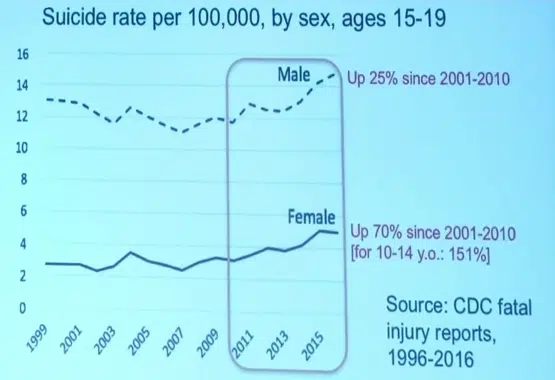 Suicide rate per 100,000, by sex, ages 15-19
16
14
12
10
8
6
4
2
0
Male
Up 25% since 2001-2010
Female
Up 70% since 2001-2010
[for 10-14 y.o.: 151%]
1999
2001
2003
2005
2007
2009
2011
2013
2015
Source: CDC fatal
injury reports,
1996-2016